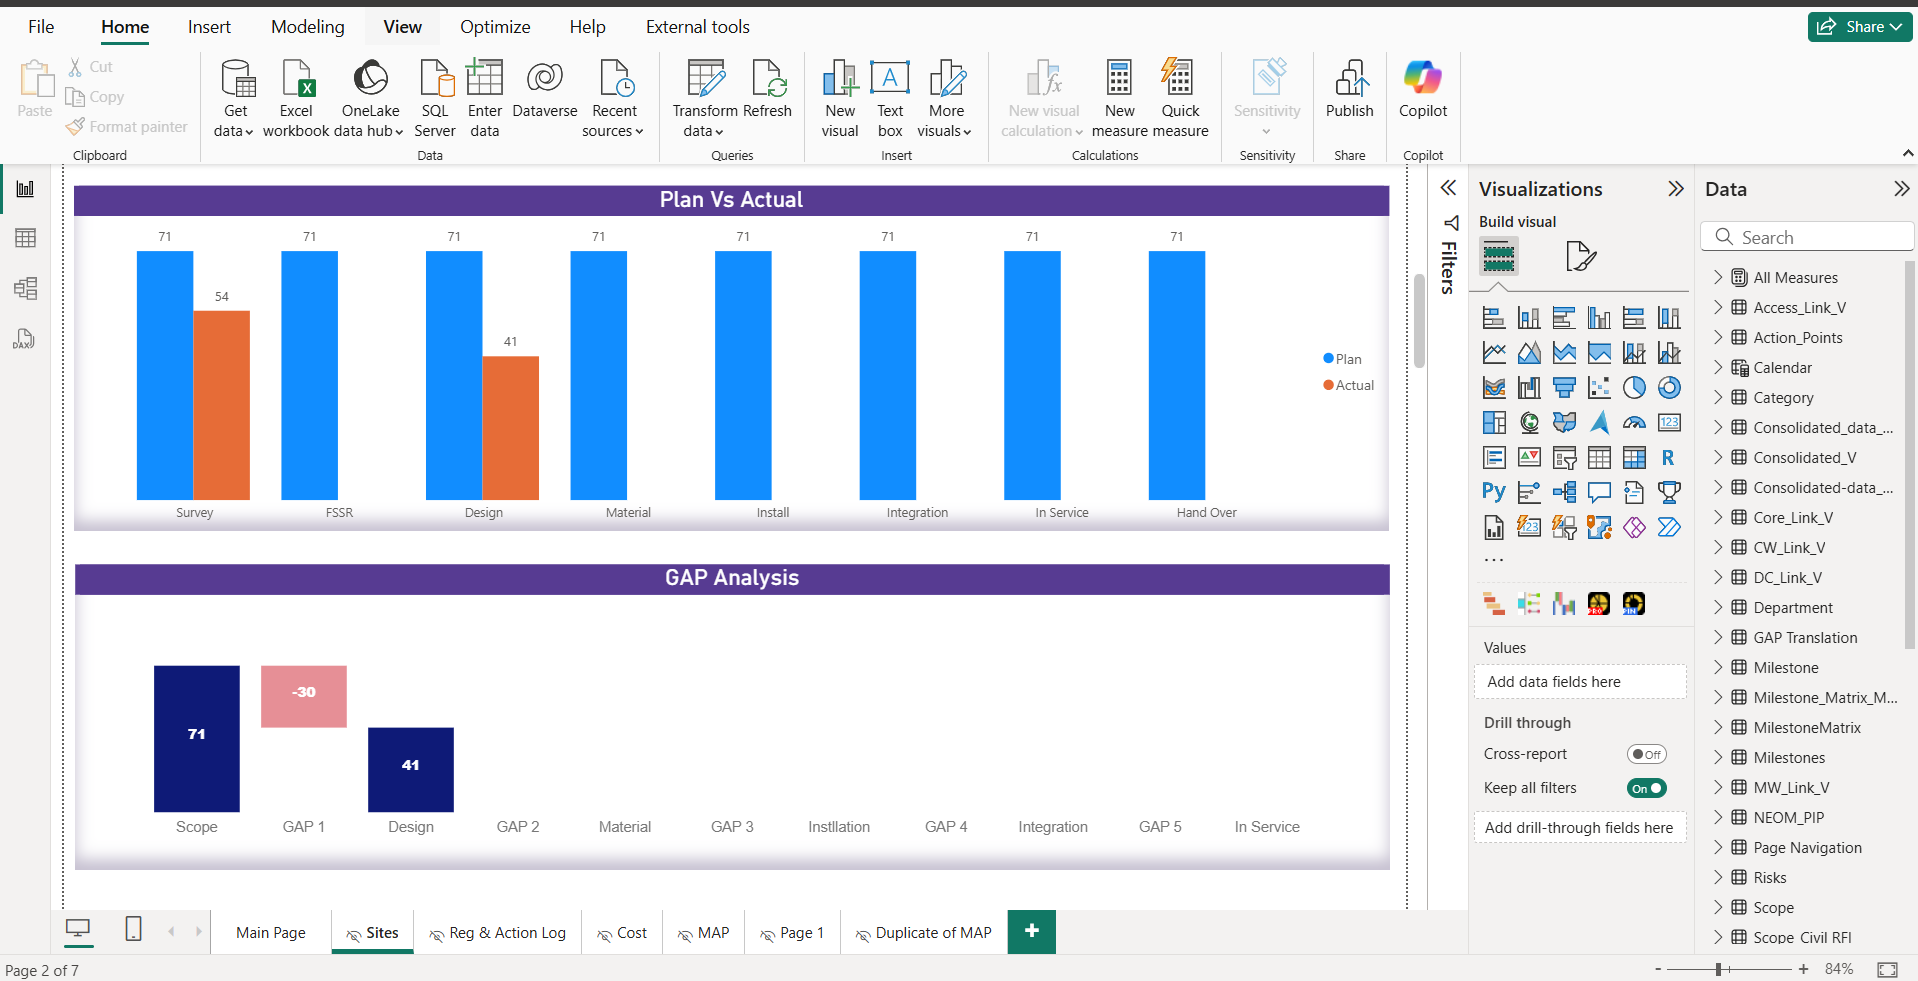 File Home Insert Modeling View Optimize Help External tools Share
Paste
Cut
Copy
Format painter
Clipboard
Get data
Excel workbook
OneLake data hub
SQL Server
Enter data
Dataverse
Recent sources
Data
Transform data
Refresh
Queries
New visual
Text box
More visuals
Insert
New visual calculation
New measure
Quick measure
Calculations
Sensitivity
Sensitivity
Publish
Share
Copilot
Copilot
Plan Vs Actual
71 71 71 71 71 71 71 71
54
41
Plan
Actual
Survey FSSR Design Material Install Integration In Service Hand Over
GAP Analysis
-30
71
41
Scope GAP 1 Design GAP 2 Material GAP 3 Instllation GAP 4 Integration GAP 5 In Service
Filters
Visualizations
Build visual
123
R
Py
123
PRO
PIN
Values
Add data fields here
Drill through
Cross-report Off
Keep all filters On
Add drill-through fields here
Data
Search
All Measures
Access_Link_V
Action_Points
Calendar
Category
Consolidated_data_...
Consolidated_V
Consolidated-data_...
Core_Link_V
CW_Link_V
DC_Link_V
Department
GAP Translation
Milestone
Milestone_Matrix_M...
MilestoneMatrix
Milestones
MW_Link_V
NEOM_PIP
Page Navigation
Risks
Scope
Scope Civil RFI
DAX
Main Page Sites Reg & Action Log Cost MAP Page 1 Duplicate of MAP +
Page 2 of 7
- + 84%